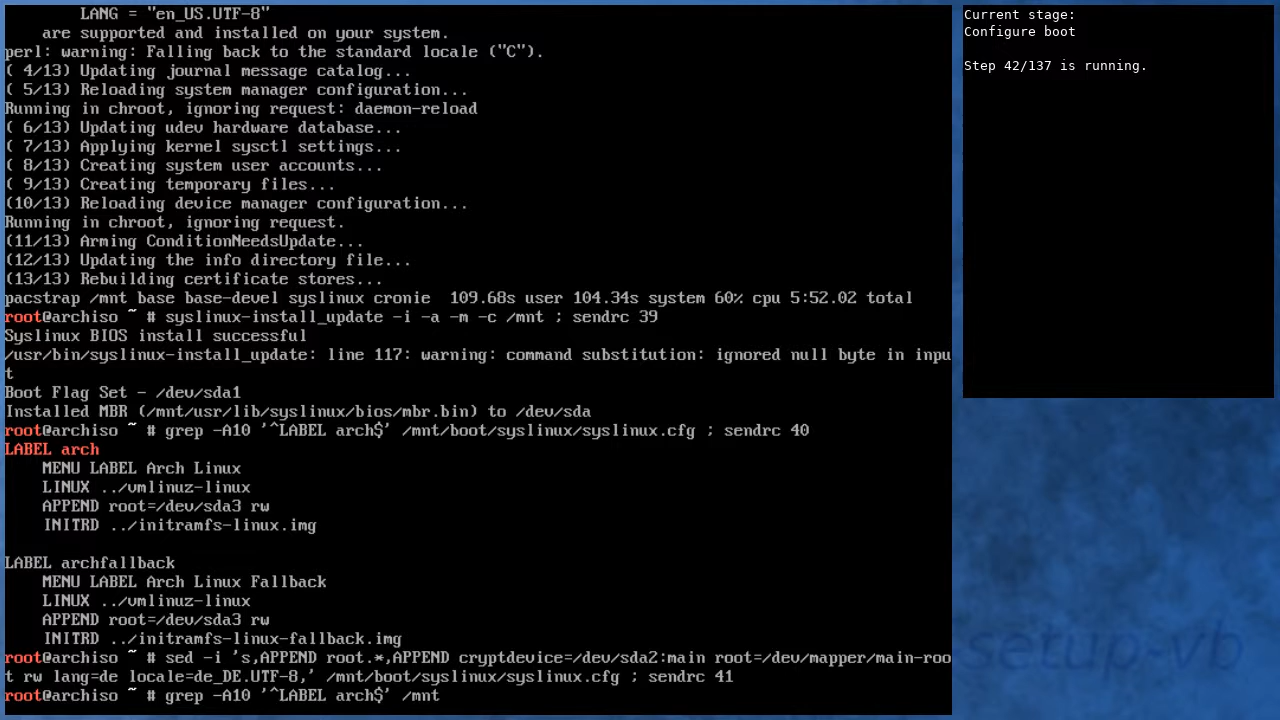 LANG = "en_US.UTF-8"
are supported and installed on your system.
perl: warning: Falling back to the standard locale ("C").
( 4/13) Updating journal message catalog...
( 5/13) Reloading system manager configuration...
Running in chroot, ignoring request: daemon-reload
( 6/13) Updating udev hardware database...
( 7/13) Applying kernel sysctl settings...
( 8/13) Creating system user accounts...
( 9/13) Creating temporary files...
(10/13) Reloading device manager configuration...
Running in chroot, ignoring request.
(11/13) Arming ConditionNeedsUpdate...
(12/13) Updating the info directory file...
(13/13) Rebuilding certificate stores...
pacstrap /mnt base base-devel syslinux cronie  109.68s user 104.34s system 60% cpu 5:52.02 total
root@archiso ~ # syslinux-install_update -i -a -m -c /mnt ; sendrc 39
Syslinux BIOS install successful
/usr/bin/syslinux-install_update: line 117: warning: command substitution: ignored null byte in inpu
t
Boot Flag Set - /dev/sda1
Installed MBR (/mnt/usr/lib/syslinux/bios/mbr.bin) to /dev/sda
root@archiso ~ # grep -A10 '^LABEL arch$' /mnt/boot/syslinux/syslinux.cfg ; sendrc 40
LABEL arch
MENU LABEL Arch Linux
LINUX ../vmlinuz-linux
APPEND root=/dev/sda3 rw
INITRD ../initramfs-linux.img
LABEL archfallback
MENU LABEL Arch Linux Fallback
LINUX ../vmlinuz-linux
APPEND root=/dev/sda3 rw
INITRD ../initramfs-linux-fallback.img
root@archiso ~ # sed -i 's,APPEND root.*,APPEND cryptdevice=/dev/sda2:main root=/dev/mapper/main-roo
t rw lang=de locale=de_DE.UTF-8,' /mnt/boot/syslinux/syslinux.cfg ; sendrc 41
root@archiso ~ # grep -A10 '^LABEL arch$' /mnt
Current stage:
Configure boot
Step 42/137 is running.
setup-vb